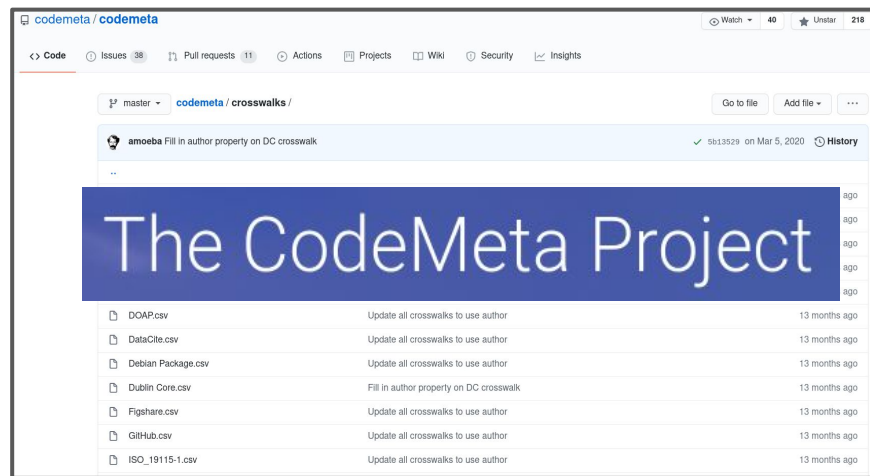 codemeta / codemeta
Watch 40 Unstar 218
Code Issues 38 Pull requests 11 Actions Projects Wiki Security Insights
master codemeta / crosswalks / Go to file Add file ...
amoeba Fill in author property on DC crosswalk 5b13529 on Mar 5, 2020 History
..
ago
ago
The CodeMeta Project
ago
ago
ago
DOAP.csv Update all crosswalks to use author 13 months ago
DataCite.csv Update all crosswalks to use author 13 months ago
Debian Package.csv Update all crosswalks to use author 13 months ago
Dublin Core.csv Fill in author property on DC crosswalk 13 months ago
Figshare.csv Update all crosswalks to use author 13 months ago
GitHub.csv Update all crosswalks to use author 13 months ago
ISO_19115-1.csv Update all crosswalks to use author 13 months ago